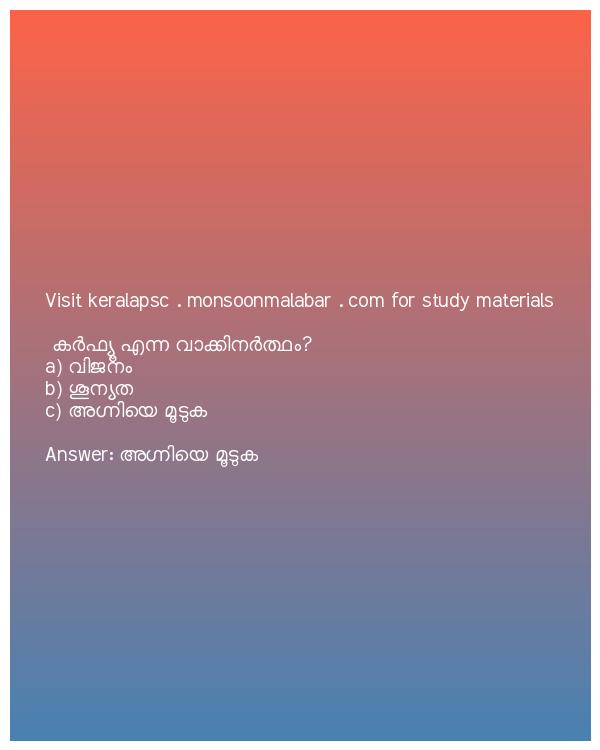 Visit keralapsc . monsoonmalabar . com for study materials
കർഫ്യൂ എന്ന വാക്കിനർത്ഥം?
a) വിജനം
b) ശൂന്യത
c) അഗ്നിയെ മൂടുക
Answer: അഗ്നിയെ മൂടുക